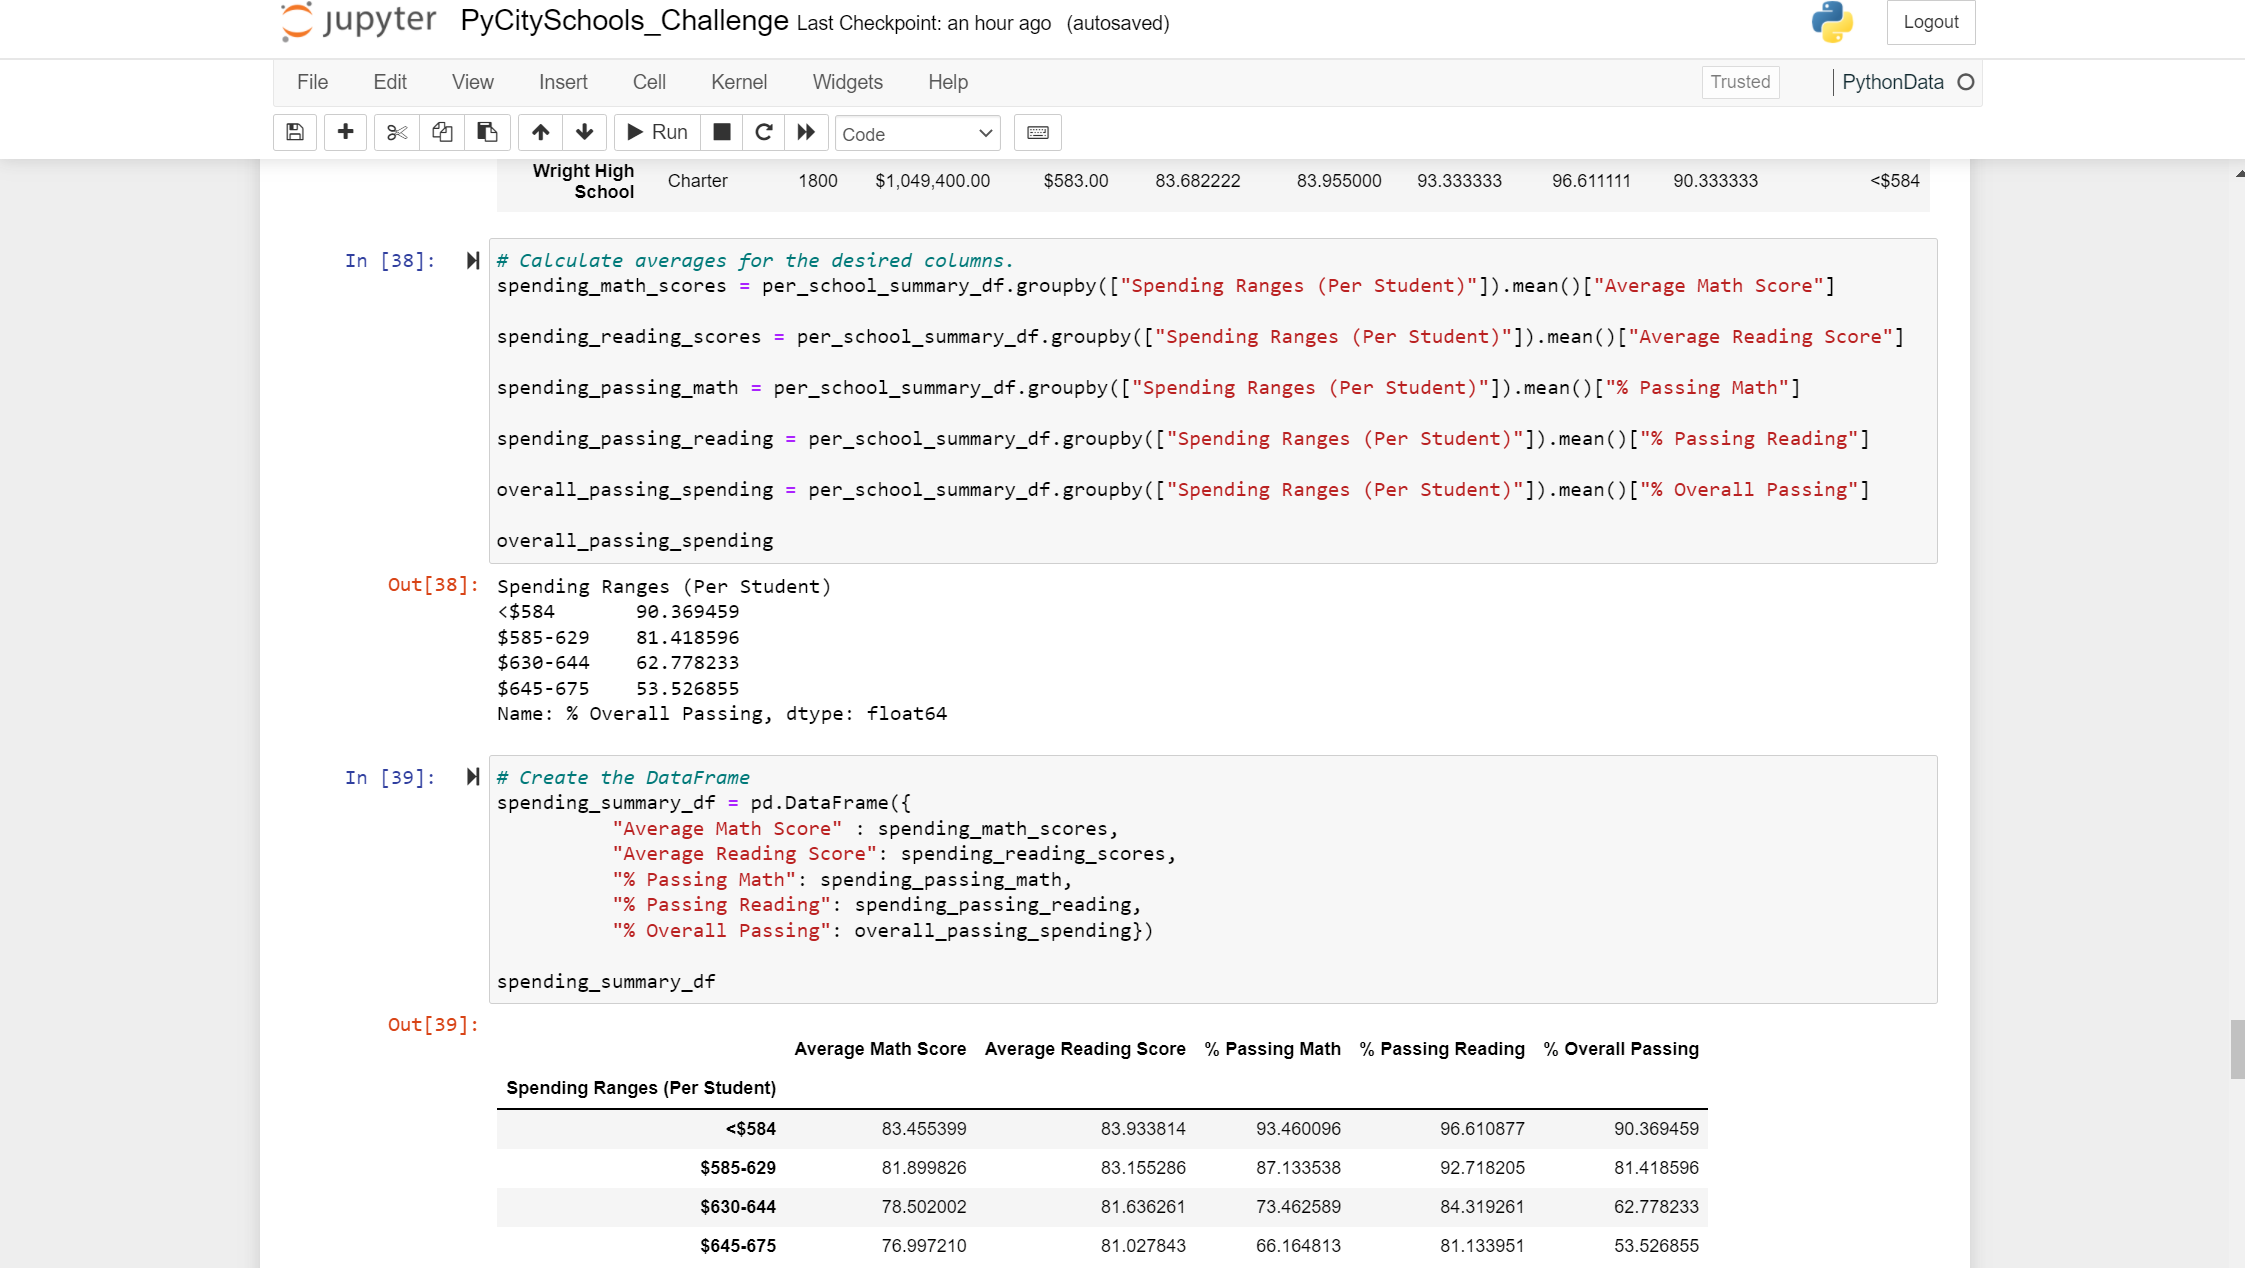 jupyter PyCitySchools_Challenge Last Checkpoint: an hour ago (autosaved) Logout
File Edit View Insert Cell Kernel Widgets Help Trusted PythonData
Run Code
Wright High School Charter 1800 $1,049,400.00 $583.00 83.682222 83.955000 93.333333 96.611111 90.333333 <$584
In [38]: # Calculate averages for the desired columns.
spending_math_scores = per_school_summary_df.groupby(["Spending Ranges (Per Student)"]).mean()["Average Math Score"]
spending_reading_scores = per_school_summary_df.groupby(["Spending Ranges (Per Student)"]).mean()["Average Reading Score"]
spending_passing_math = per_school_summary_df.groupby(["Spending Ranges (Per Student)"]).mean()["% Passing Math"]
spending_passing_reading = per_school_summary_df.groupby(["Spending Ranges (Per Student)"]).mean()["% Passing Reading"]
overall_passing_spending = per_school_summary_df.groupby(["Spending Ranges (Per Student)"]).mean()["% Overall Passing"]
overall_passing_spending
Out[38]: Spending Ranges (Per Student)
<$584 90.369459
$585-629 81.418596
$630-644 62.778233
$645-675 53.526855
Name: % Overall Passing, dtype: float64
In [39]: # Create the DataFrame
spending_summary_df = pd.DataFrame({
"Average Math Score" : spending_math_scores,
"Average Reading Score": spending_reading_scores,
"% Passing Math": spending_passing_math,
"% Passing Reading": spending_passing_reading,
"% Overall Passing": overall_passing_spending})
spending_summary_df
Out[39]:
Average Math Score Average Reading Score % Passing Math % Passing Reading % Overall Passing
Spending Ranges (Per Student)
<$584 83.455399 83.933814 93.460096 96.610877 90.369459
$585-629 81.899826 83.155286 87.133538 92.718205 81.418596
$630-644 78.502002 81.636261 73.462589 84.319261 62.778233
$645-675 76.997210 81.027843 66.164813 81.133951 53.526855